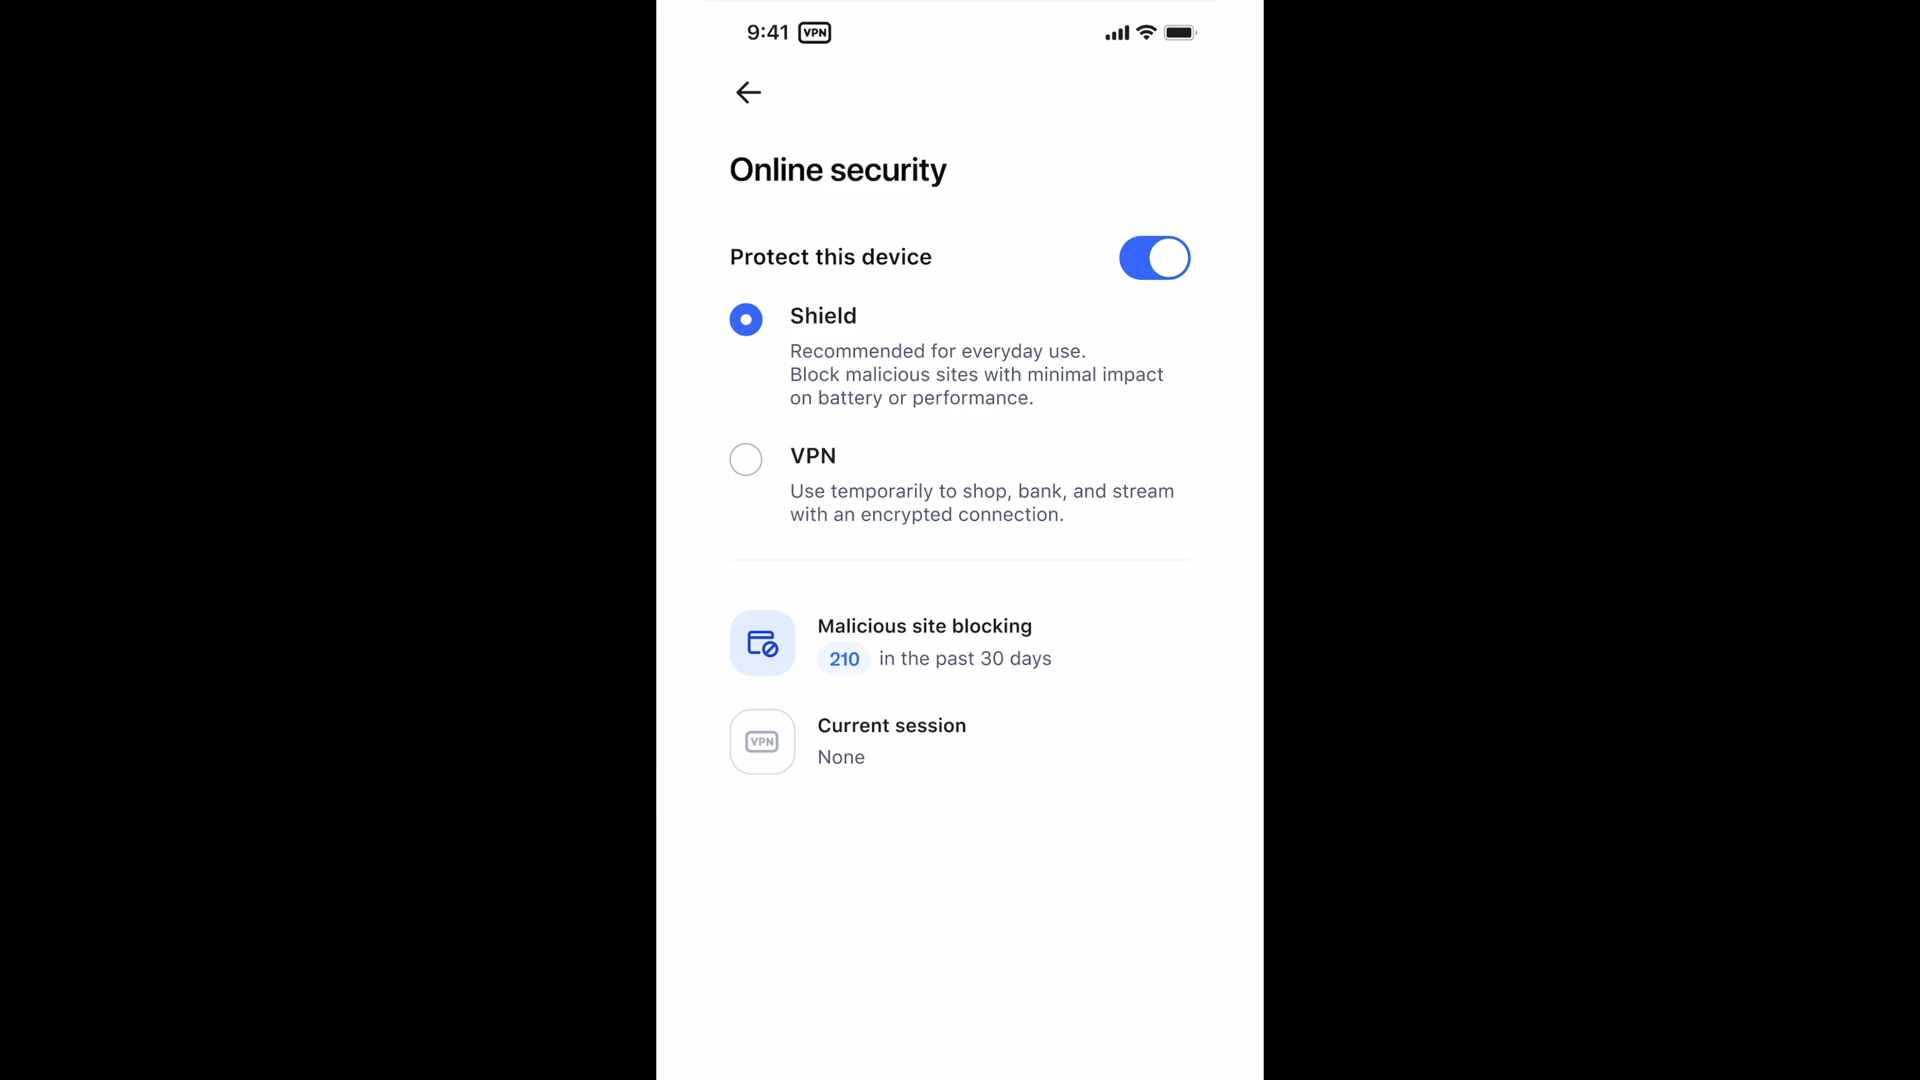 9:41 VPN
Online security
Protect this device
Shield
Recommended for everyday use.
Block malicious sites with minimal impact
on battery or performance.
VPN
Use temporarily to shop, bank, and stream
with an encrypted connection.
Malicious site blocking
210 in the past 30 days
VPN
Current session
None